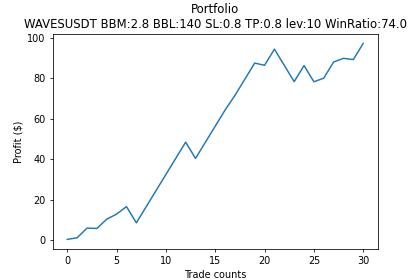 Portfolio
WAVESUSDT BBM:2.8 BBL:140 SL:0.8 TP:0.8 lev:10 WinRatio:74.0
100
80
60
40
20
0
Profit ($)
0 5 10 15 20 25 30
Trade counts